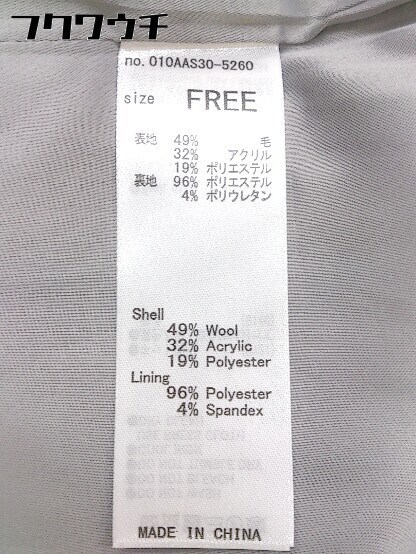 フクワウチ
no. 010AAS30-5260
size FREE
表地 49% 毛
32% アクリル
19% ポリエステル
裏地 96% ポリエステル
4% ポリウレタン
Shell
49% Wool
32% Acrylic
19% Polyester
Lining
96% Polyester
4% Spandex
MADE IN CHINA